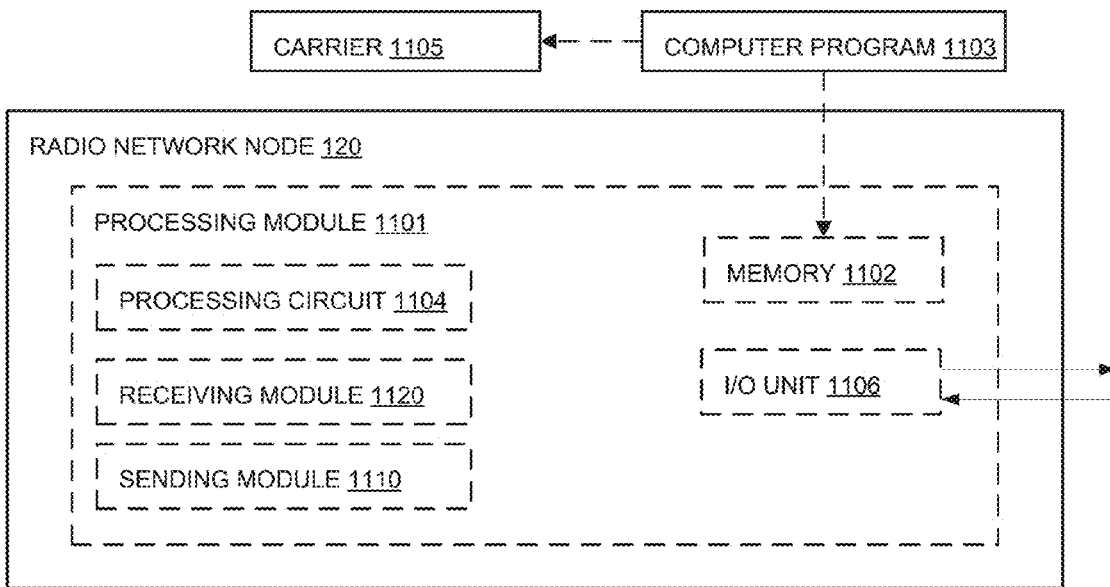 CARRIER 1105
COMPUTER PROGRAM 1103
RADIO NETWORK NODE 120
PROCESSING MODULE 1101
MEMORY 1102
PROCESSING CIRCUIT 1104
I/O UNIT 1106
RECEIVING MODULE 1120
SENDING MODULE 1110